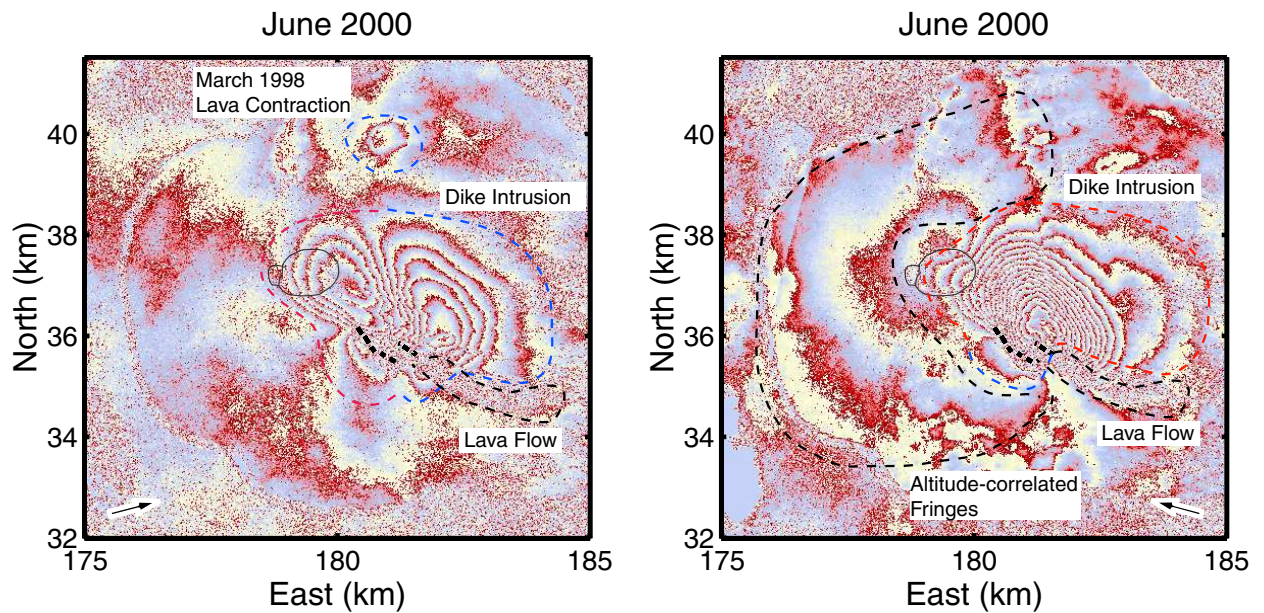 June 2000
March 1998
Lava Contraction
Dike Intrusion
Lava Flow
North (km)
40
38
36
34
32
175
180
185
East (km)
June 2000
Dike Intrusion
Lava Flow
Altitude-correlated
Fringes
North (km)
40
38
36
34
32
175
180
185
East (km)